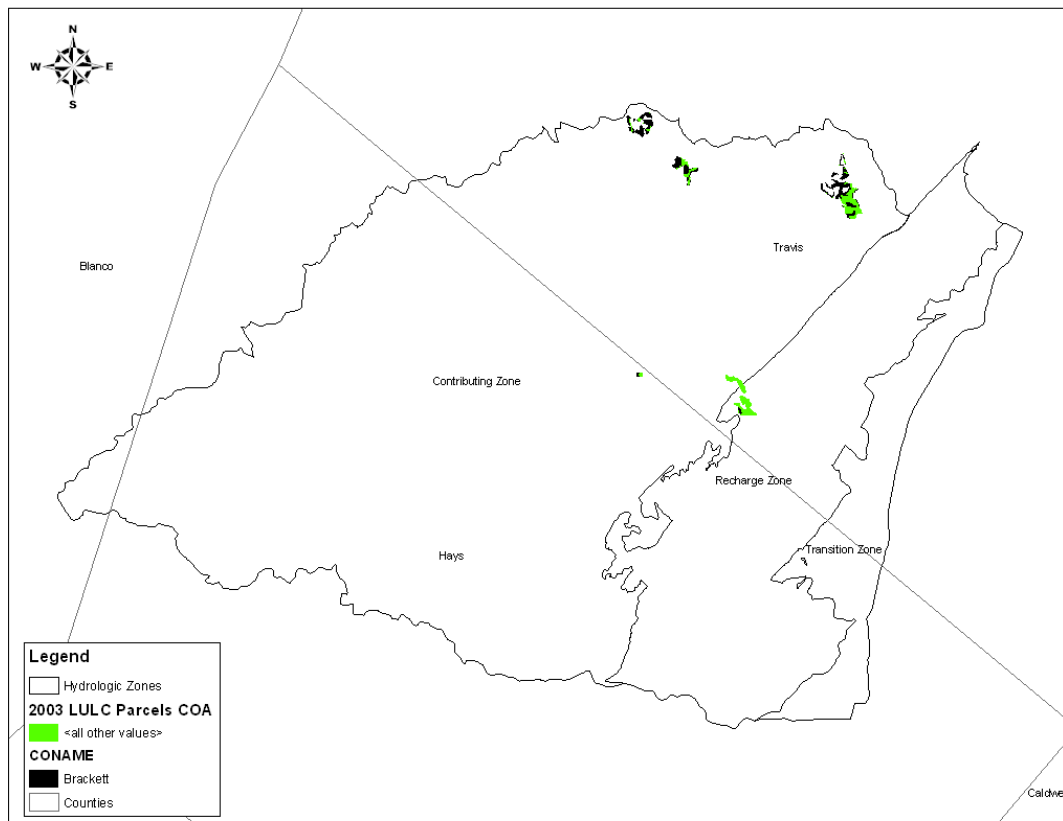 N
W E
S
Blanco
Travis
Contributing Zone
Recharge Zone
Hays
Transition Zone
Caldwe
Legend
Hydrologic Zones
2003 LULC Parcels COA
<all other values>
CONAME
Brackett
Counties